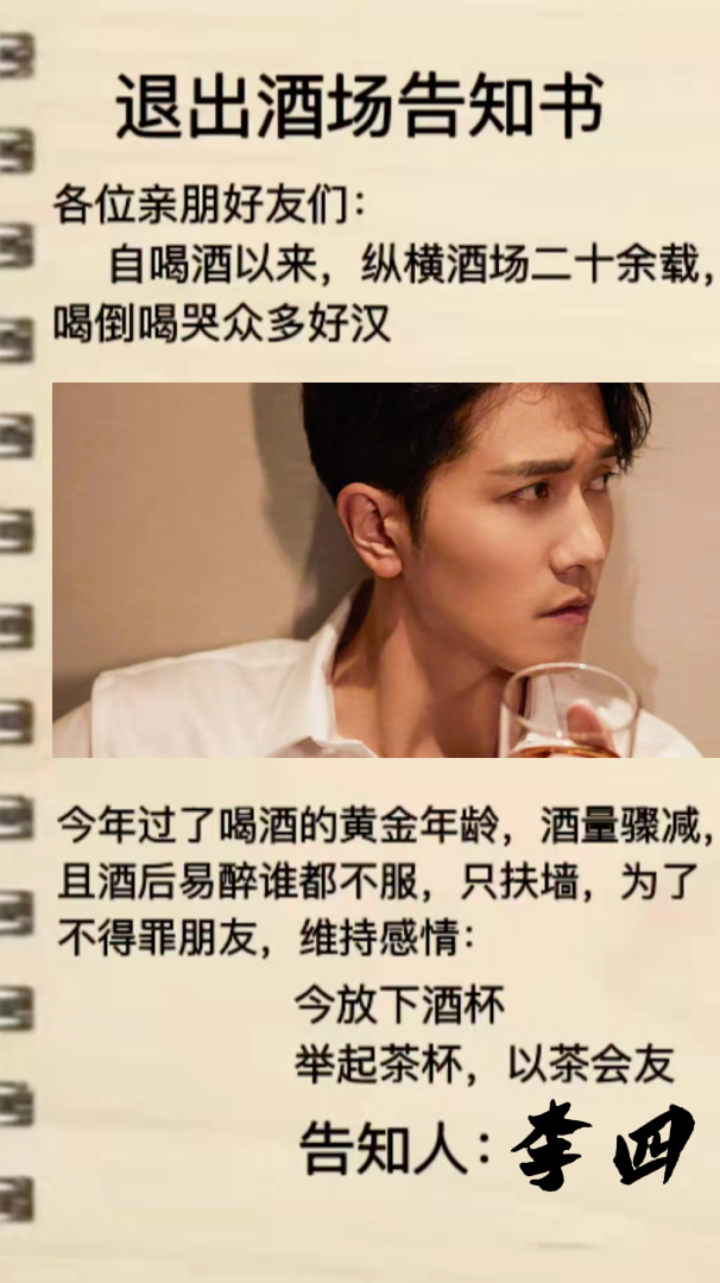 退出酒场告知书
各位亲朋好友们：
自喝酒以来，纵横酒场二十余载，
喝倒喝哭众多好汉
今年过了喝酒的黄金年龄，酒量骤减，
且酒后易醉谁都不服，只扶墙，为了
不得罪朋友，维持感情：
今放下酒杯
举起茶杯，以茶会友
告知人：李四